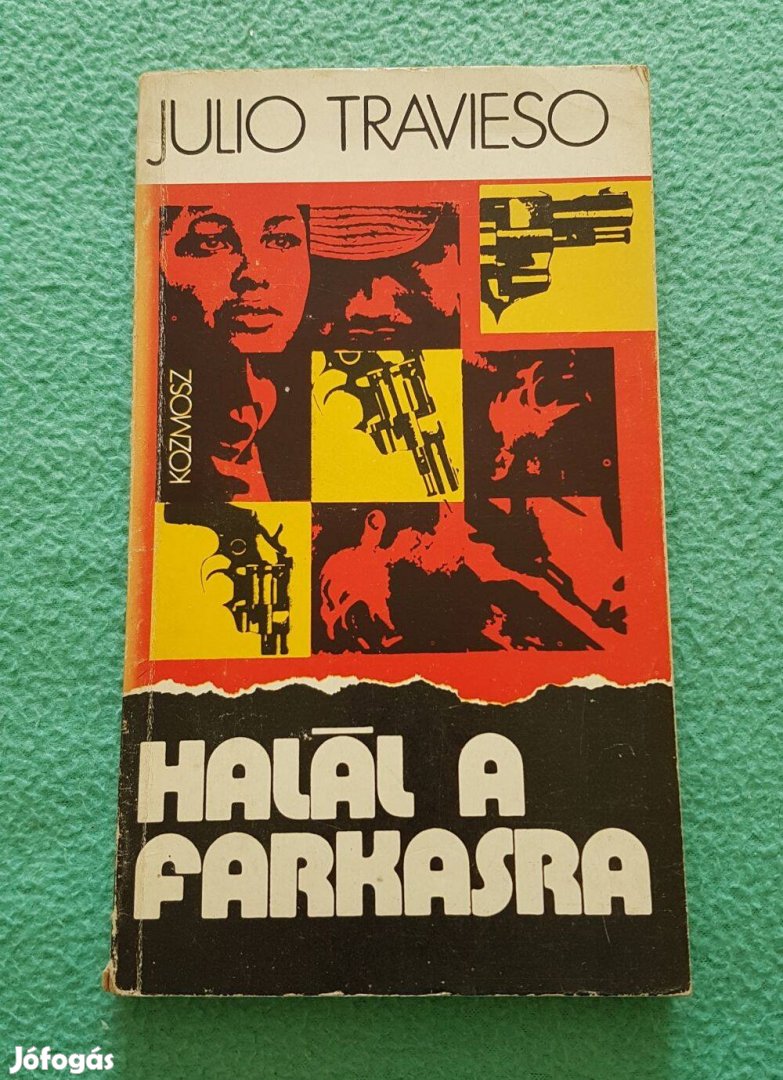 JULIO TRAVIESO
KOZMOSZ
HALÁL A
FARKASRA
Jófogás